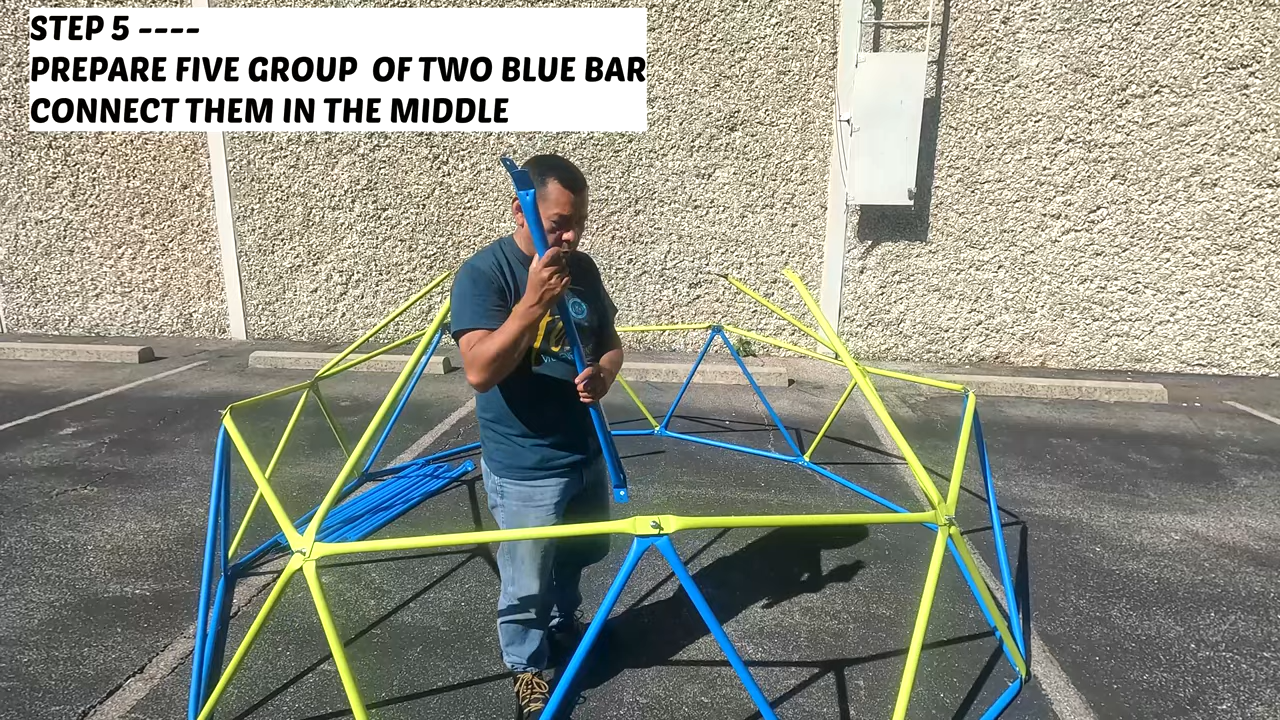 STEP 5 ----
PREPARE FIVE GROUP OF TWO BLUE BAR
CONNECT THEM IN THE MIDDLE